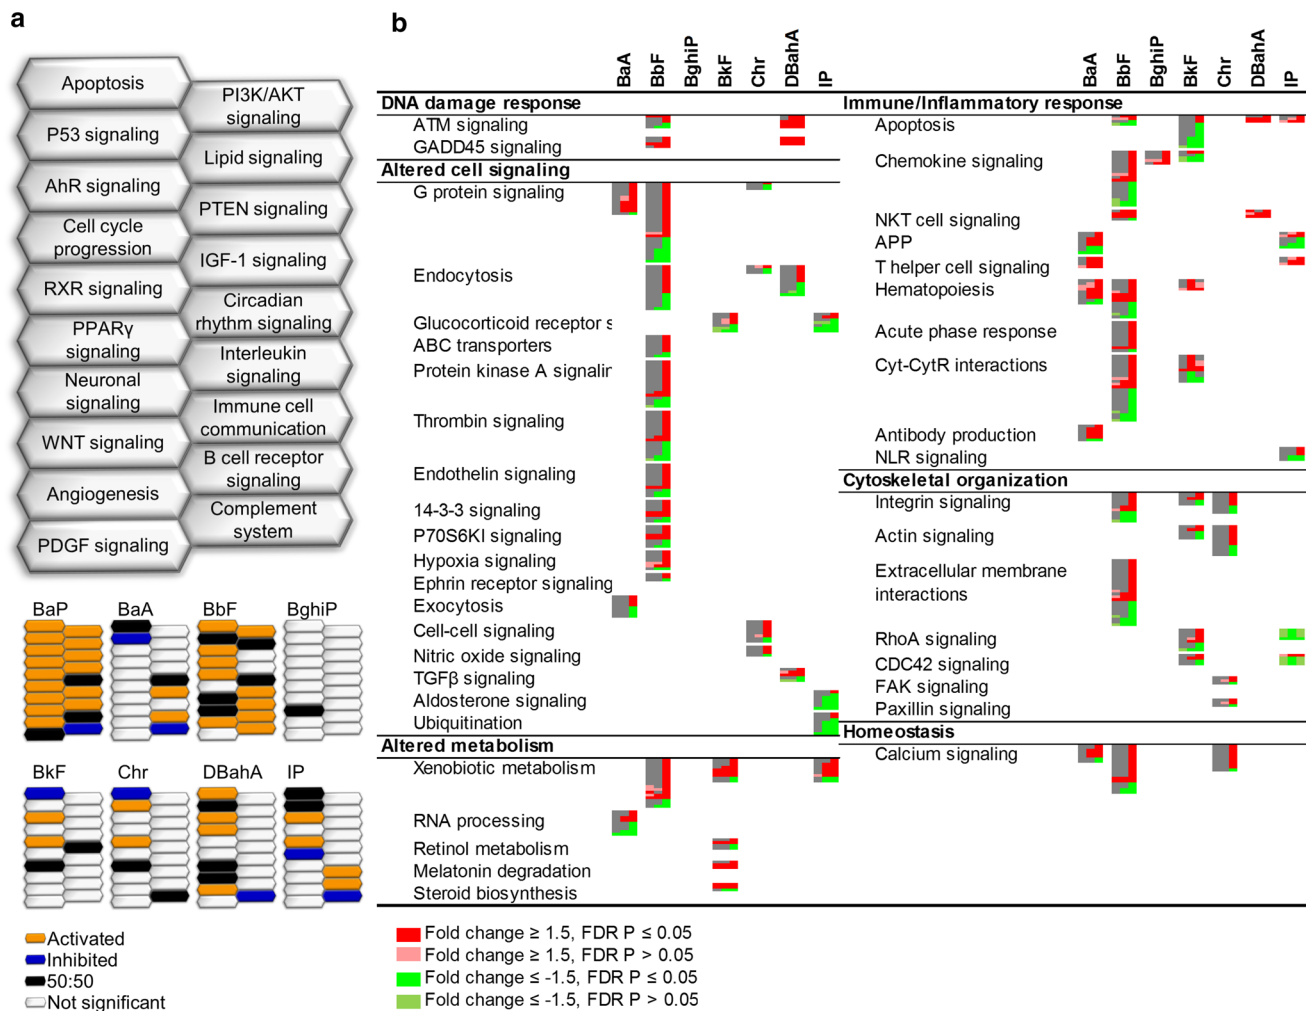 a
Apoptosis
P53 signaling
AhR signaling
Cell cycle
progression
RXR signaling
PPARγ
signaling
Neuronal
signaling
WNT signaling
Angiogenesis
PDGF signaling
PI3K/AKT
signaling
Lipid signaling
PTEN signaling
IGF-1 signaling
Circadian
rhythm signaling
Interleukin
signaling
Immune cell
communication
B cell receptor
signaling
Complement
system
BaP BaA BbF BghiP
BkF Chr DBahA IP
Activated
Inhibited
50:50
Not significant
b
BaA BbF BghiP BkF Chr DBahA IP
DNA damage response
ATM signaling
GADD45 signaling
Altered cell signaling
G protein signaling
Endocytosis
Glucocorticoid receptor s
ABC transporters
Protein kinase A signalin
Thrombin signaling
Endothelin signaling
14-3-3 signaling
P70S6KI signaling
Hypoxia signaling
Ephrin receptor signaling
Exocytosis
Cell-cell signaling
Nitric oxide signaling
TGFβ signaling
Aldosterone signaling
Ubiquitination
Altered metabolism
Xenobiotic metabolism
RNA processing
Retinol metabolism
Melatonin degradation
Steroid biosynthesis
BaA BbF BghiP BkF Chr DBahA IP
Immune/Inflammatory response
Apoptosis
Chemokine signaling
NKT cell signaling
APP
T helper cell signaling
Hematopoiesis
Acute phase response
Cyt-CytR interactions
Antibody production
NLR signaling
Cytoskeletal organization
Integrin signaling
Actin signaling
Extracellular membrane
interactions
RhoA signaling
CDC42 signaling
FAK signaling
Paxillin signaling
Homeostasis
Calcium signaling
Fold change ≥ 1.5, FDR P ≤ 0.05
Fold change ≥ 1.5, FDR P > 0.05
Fold change ≤ -1.5, FDR P ≤ 0.05
Fold change ≤ -1.5, FDR P > 0.05